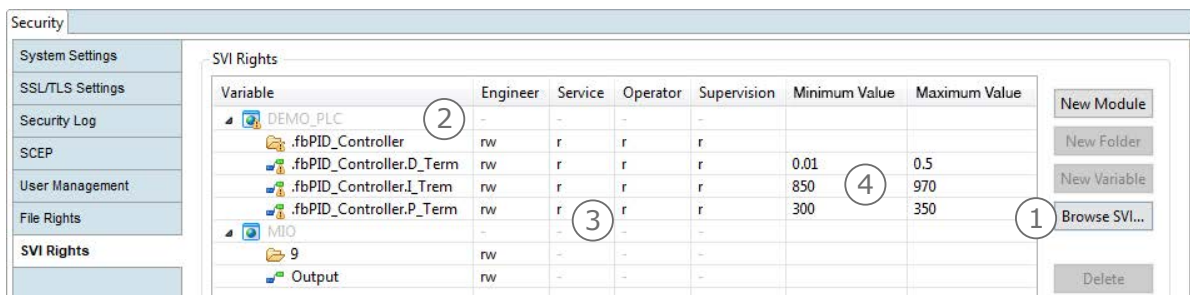 Security
System Settings
SSL/TLS Settings
Security Log
SCEP
User Management
File Rights
SVI Rights
SVI Rights
Variable Engineer Service Operator Supervision Minimum Value Maximum Value
DEMO_PLC - - - -
.fbPID_Controller rw r r r
.fbPID_Controller.D_Term rw r r r 0.01 0.5
.fbPID_Controller.I_Trem rw r r r 850 970
.fbPID_Controller.P_Term rw r r r 300 350
MIO - - - -
9 rw - - -
Output rw - - -
2
4
3
1
New Module
New Folder
New Variable
Browse SVI...
Delete